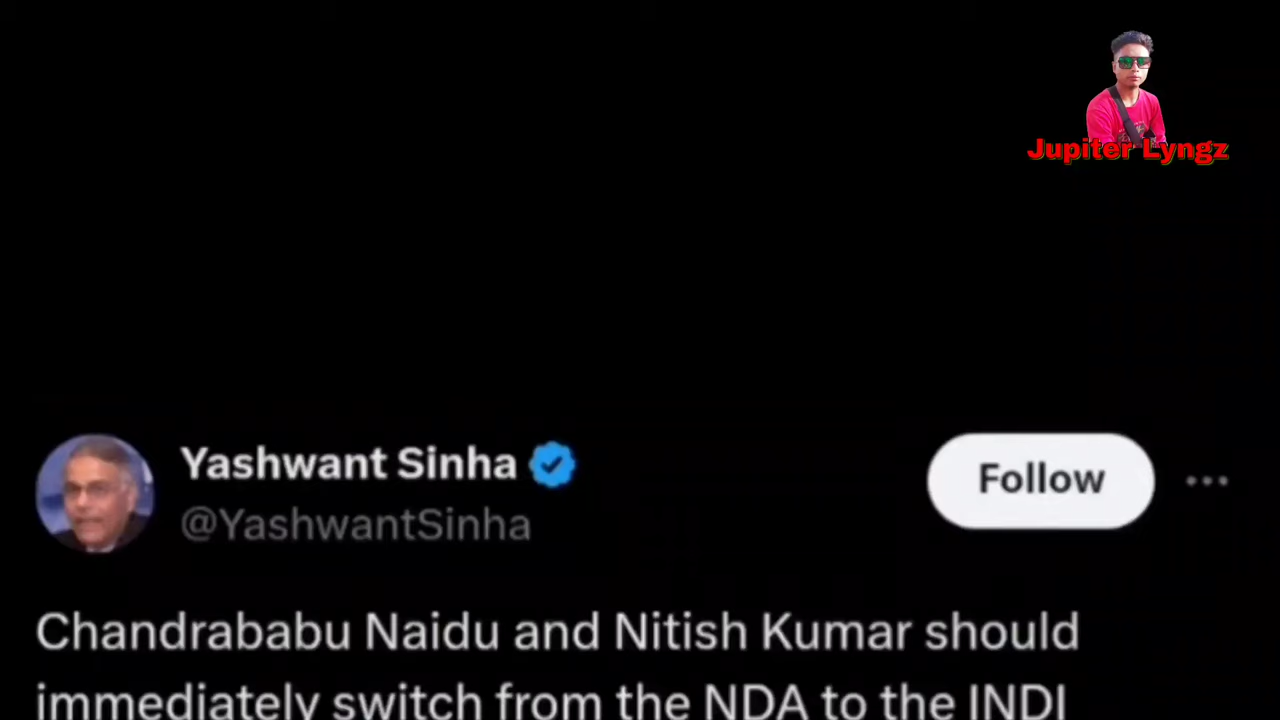 Jupiter Lyngz
Yashwant Sinha
@YashwantSinha
Follow
Chandrababu Naidu and Nitish Kumar should
immediately switch from the NDA to the INDI